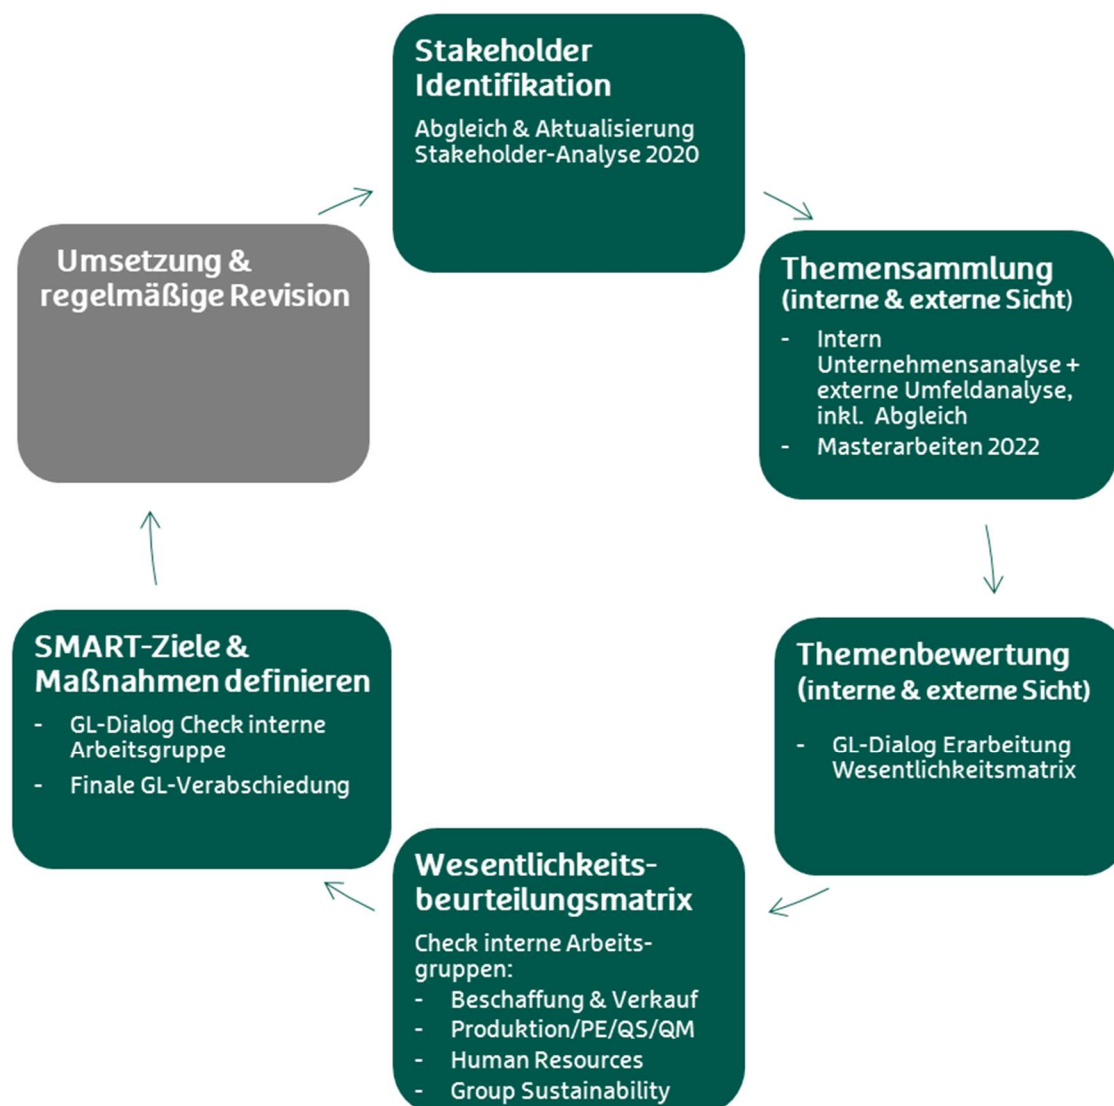 Stakeholder
Identifikation
Abgleich & Aktualisierung
Stakeholder-Analyse 2020
Themensammlung
(interne & externe Sicht)
- Intern
Unternehmensanalyse +
externe Umfeldanalyse,
inkl. Abgleich
- Masterarbeiten 2022
Themenbewertung
(interne & externe Sicht)
- GL-Dialog Erarbeitung
Wesentlichkeitsmatrix
Wesentlichkeits-
beurteilungsmatrix
Check interne Arbeits-
gruppen:
- Beschaffung & Verkauf
- Produktion/PE/QS/QM
- Human Resources
- Group Sustainability
SMART-Ziele &
Maßnahmen definieren
- GL-Dialog Check interne
Arbeitsgruppe
- Finale GL-Verabschiedung
Umsetzung &
regelmäßige Revision